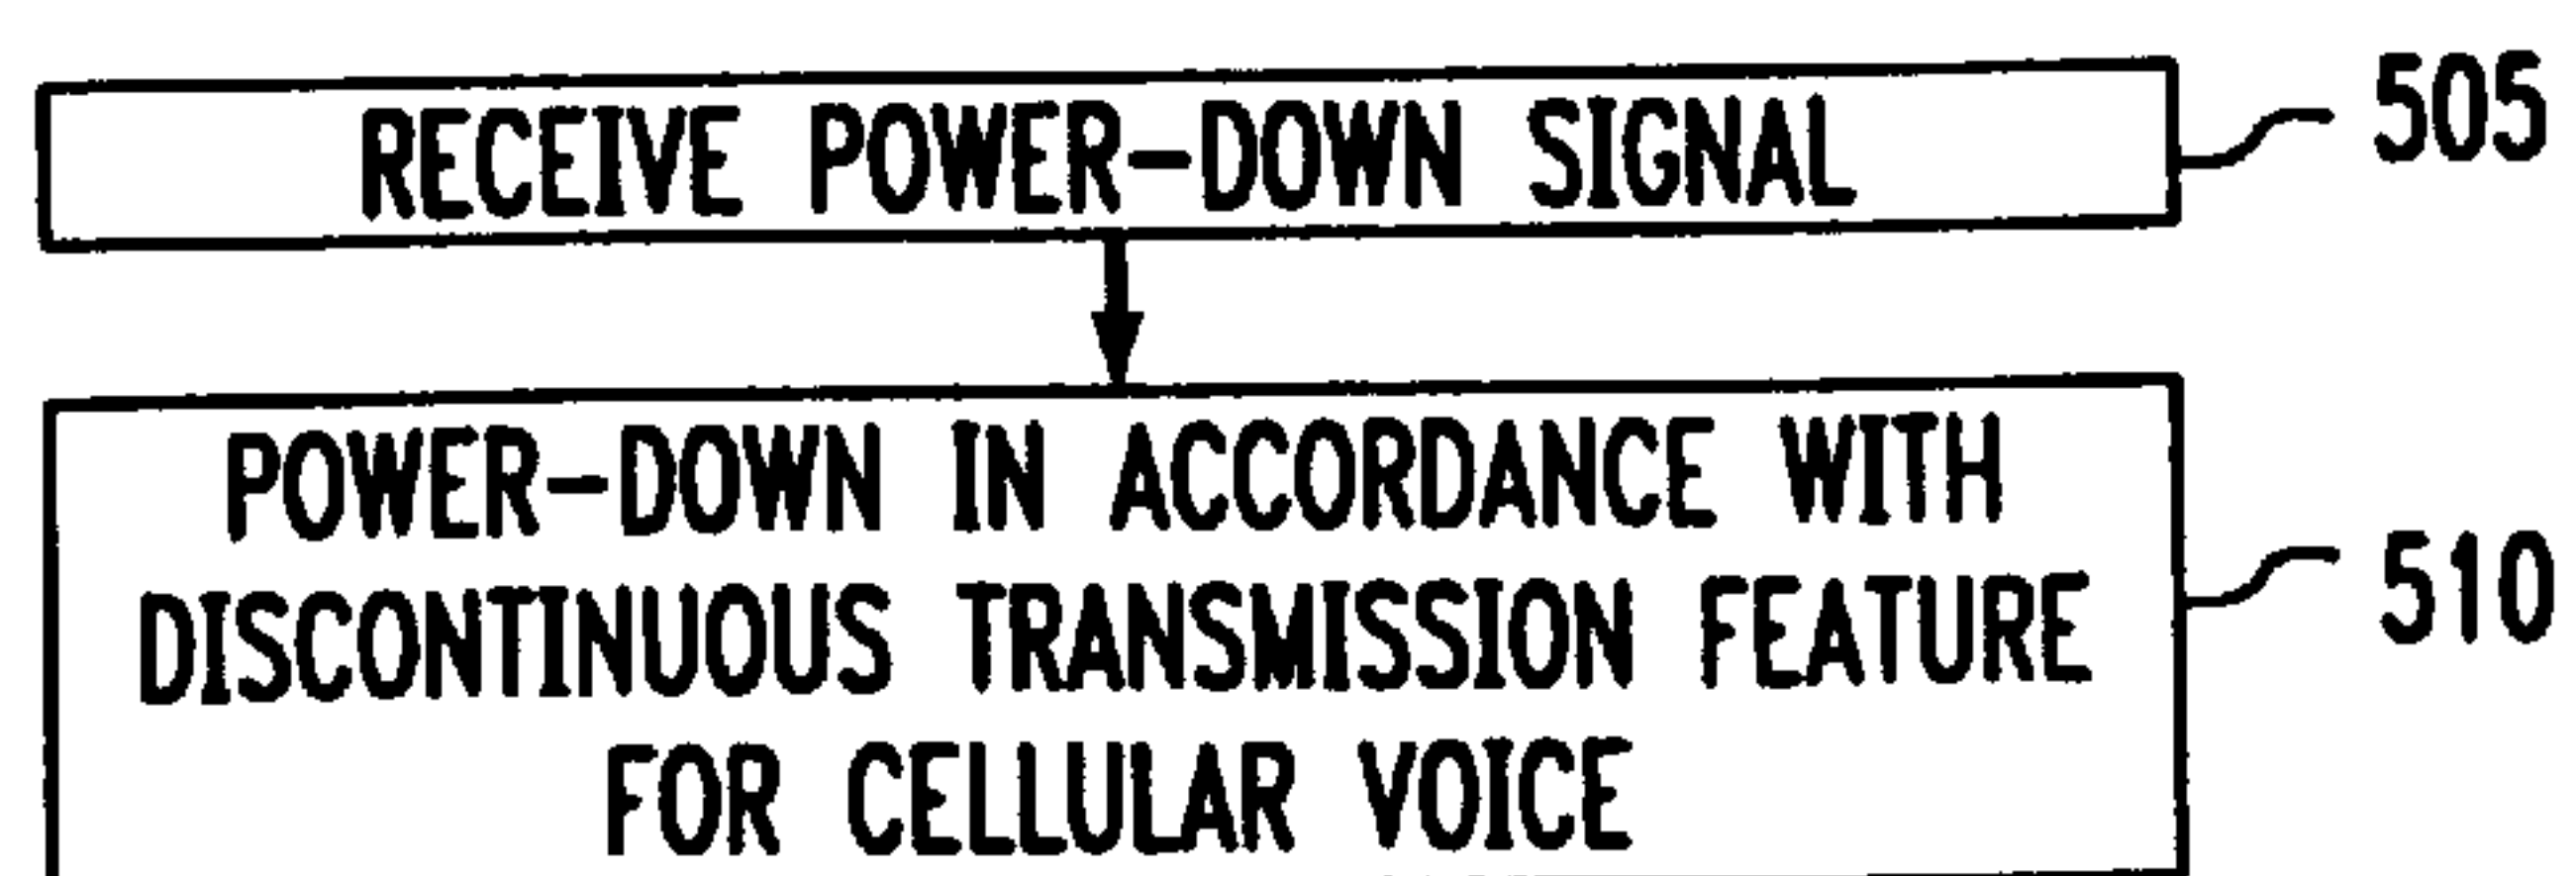 RECEIVE POWER-DOWN SIGNAL
505
POWER-DOWN IN ACCORDANCE WITH
DISCONTINUOUS TRANSMISSION FEATURE
FOR CELLULAR VOICE
510